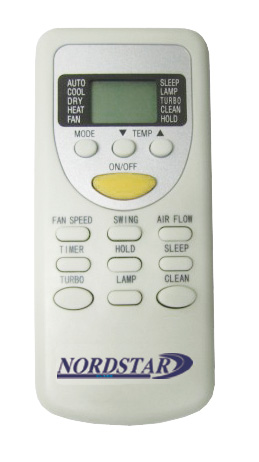 AUTO SLEEP
COOL LAMP
DRY TURBO
HEAT CLEAN
FAN HOLD
MODE ▼ TEMP ▲
ON/OFF
FAN SPEED SWING AIR FLOW
TIMER HOLD SLEEP
TURBO LAMP CLEAN
NORDSTAR